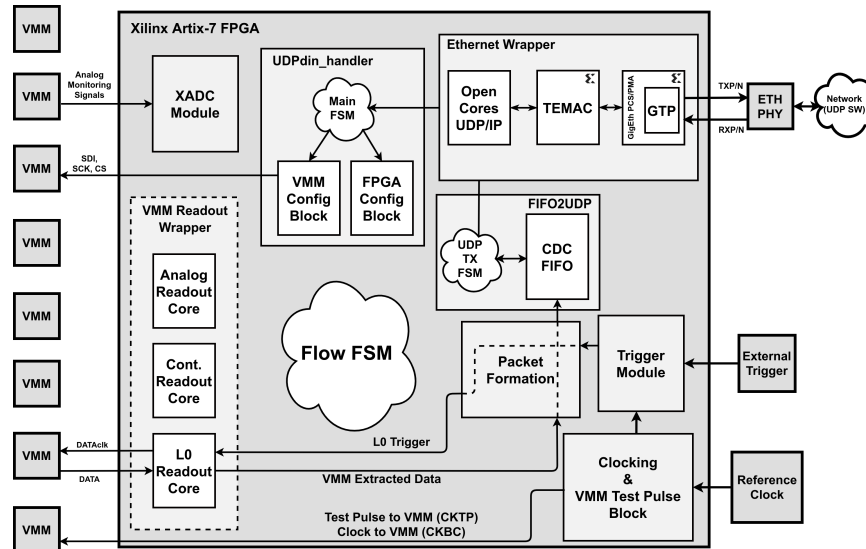 VMM
Xilinx Artix-7 FPGA
VMM
Analog
Monitoring
Signals
XADC
Module
UDPdin_handler
Main
FSM
VMM
Config
Block
FPGA
Config
Block
Ethernet Wrapper
Open
Cores
UDP/IP
TEMAC
GigEth PCS/PMA
GTP
TXP/N
RXP/N
ETH
PHY
Network
(UDP SW)
VMM
SDI,
SCK, CS
VMM
VMM
VMM
VMM Readout
Wrapper
Analog
Readout
Core
Cont.
Readout
Core
L0
Readout
Core
Flow FSM
FIFO2UDP
UDP
TX
FSM
CDC
FIFO
Packet
Formation
Trigger
Module
External
Trigger
L0 Trigger
VMM
DATAclk
DATA
VMM Extracted Data
Clocking
&
VMM Test Pulse
Block
Reference
Clock
VMM
Test Pulse to VMM (CKTP)
Clock to VMM (CKBC)